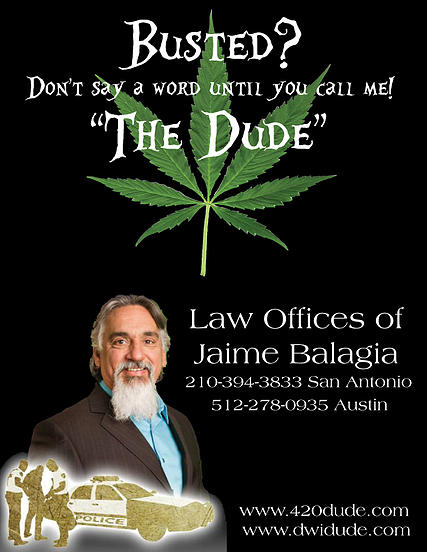 Busted?
Don't say a word until you call me!
"The Dude"
Law Offices of
Jaime Balagia
210-394-3833 San Antonio
512-278-0935 Austin
POLICE
www.420dude.com
www.dwidude.com